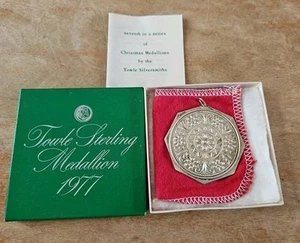 seventh in a series
of
Christmas Medallions
by the
Towle Silversmiths
Towle Sterling
Medallion
1977